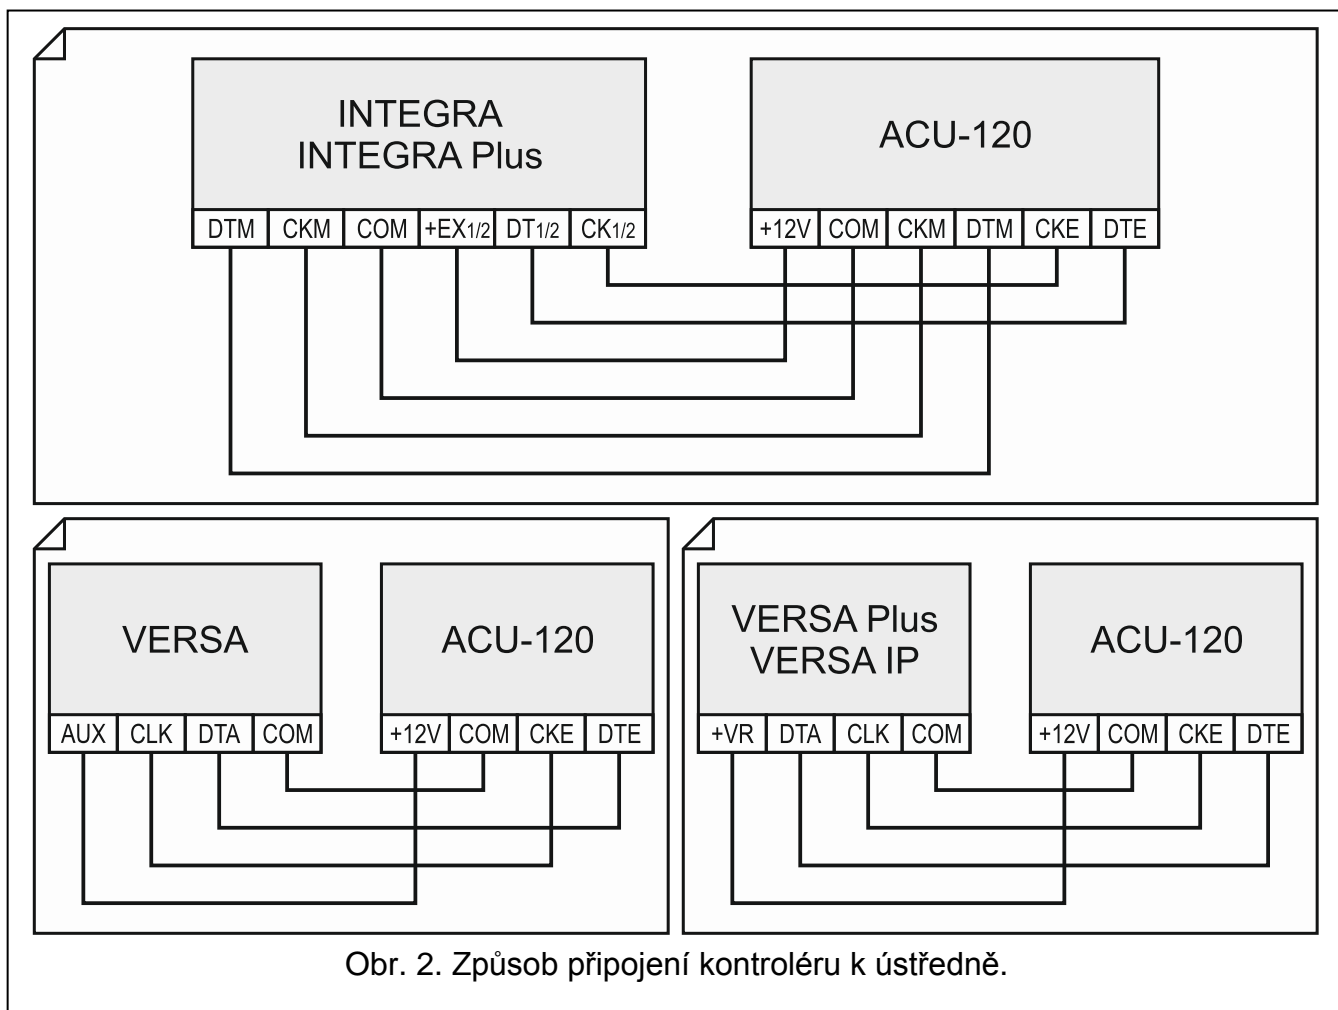 INTEGRA
INTEGRA Plus
ACU-120
DTM CKM COM +EX1/2 DT1/2 CK1/2
+12V COM CKM DTM CKE DTE
VERSA
ACU-120
AUX CLK DTA COM
+12V COM CKE DTE
VERSA Plus
VERSA IP
ACU-120
+VR DTA CLK COM
+12V COM CKE DTE
Obr. 2. Způsob připojení kontroléru k ústředně.